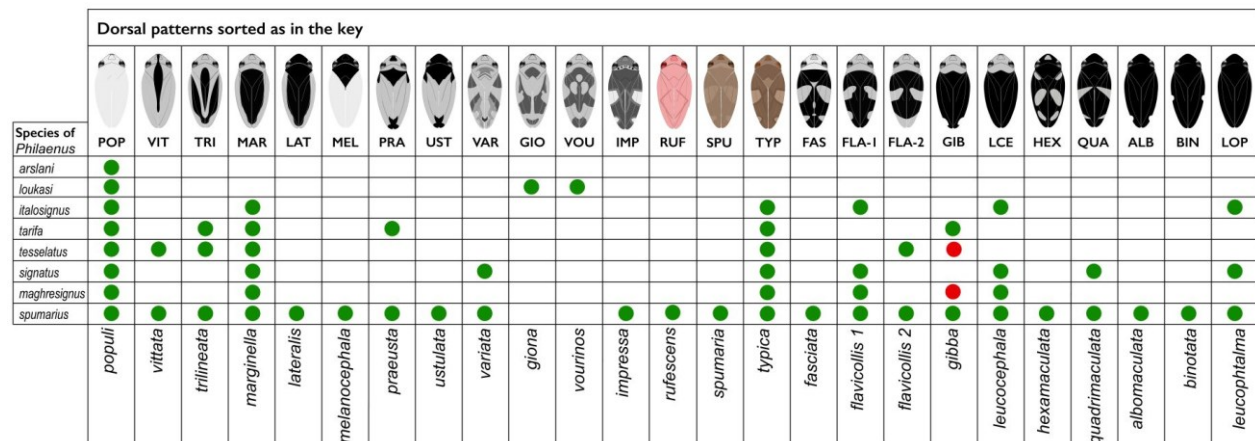 Dorsal patterns sorted as in the key
Species of
Philaenus
POP VIT TRI MAR LAT MEL PRA UST VAR GIO VOU IMP RUF SPU TYP FAS FLA-1 FLA-2 GIB LCE HEX QUA ALB BIN LOP
arslani
loukasi
italosignus
tarifa
tesselatus
signatus
maghresignus
spumarius
populi
vittata
trilineata
marginella
lateralis
melanocephala
praeusta
ustulata
variata
giona
vourinos
impressa
rufescens
spumaria
typica
fasciata
flavicollis 1
flavicollis 2
gibba
leucocephala
hexamaculata
quadrimaculata
albomaculata
binotata
leucophtalma